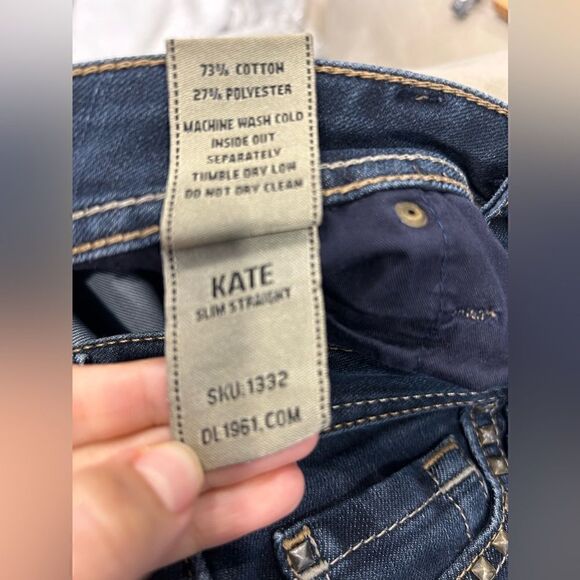 73% COTTON
27% POLYESTER
MACHINE WASH COLD
INSIDE OUT
SEPARATELY
TUMBLE DRY LOW
DO NOT DRY CLEAN
KATE
SLIM STRAIGHT
SKU:1332
DL1961.COM